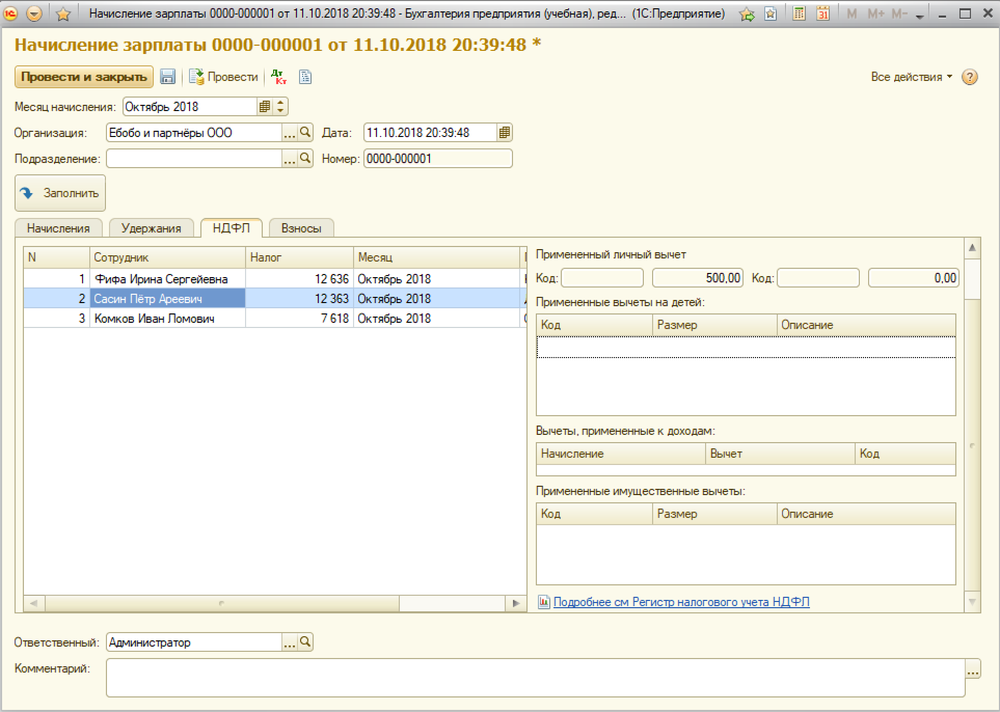 Начисление зарплаты 0000-000001 от 11.10.2018 20:39:48 - Бухгалтерия предприятия (учебная), ред... (1С:Предприятие)
31 M M+ M-
Начисление зарплаты 0000-000001 от 11.10.2018 20:39:48 *
Провести и закрыть Провести Дт Кт Все действия ?
Месяц начисления: Октябрь 2018
Организация: Ебобо и партнёры ООО ... Дата: 11.10.2018 20:39:48
Подразделение: ... Номер: 0000-000001
Заполнить
Начисления Удержания НДФЛ Взносы
N Сотрудник Налог Месяц
1 Фифа Ирина Сергейевна 12 636 Октябрь 2018
2 Сасин Пётр Ареевич 12 363 Октябрь 2018
3 Комков Иван Ломович 7 618 Октябрь 2018
Примененный личный вычет
Код: 500,00 Код: 0,00
Примененные вычеты на детей:
Код Размер Описание
Вычеты, примененные к доходам:
Начисление Вычет Код
Примененные имущественные вычеты:
Код Размер Описание
Подробнее см Регистр налогового учета НДФЛ
Ответственный: Администратор ...
Комментарий: ...